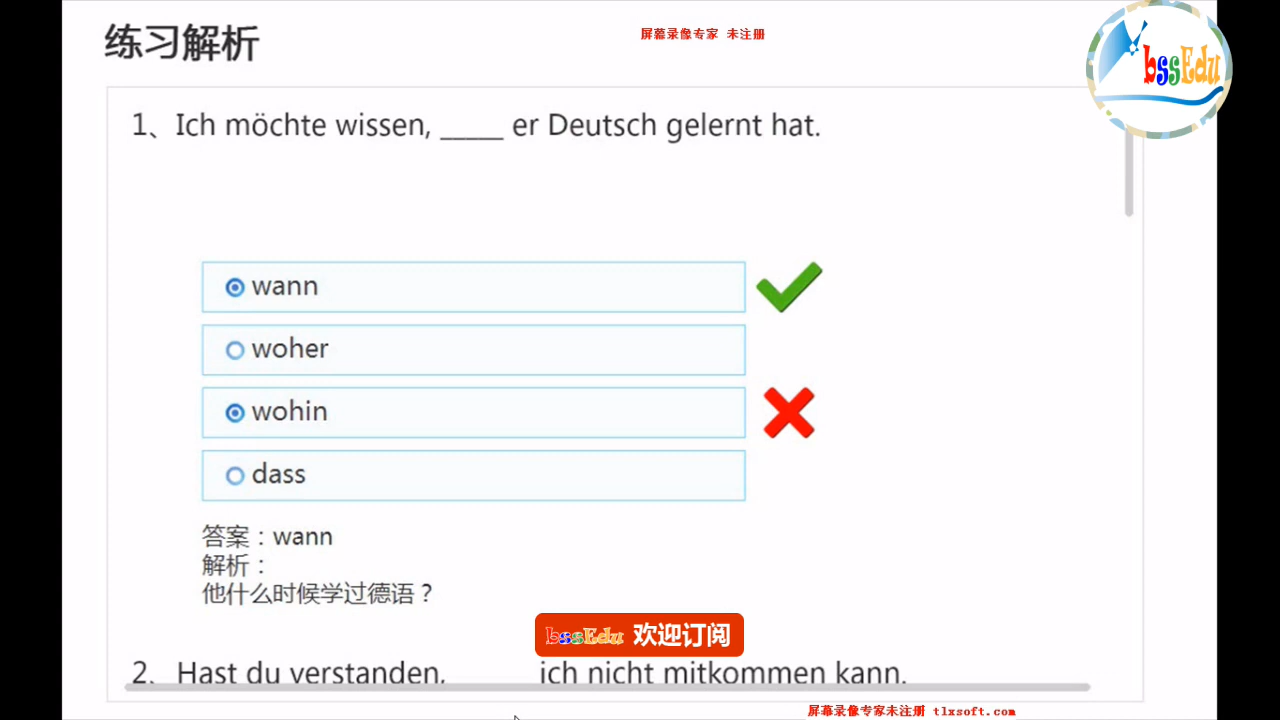 练习解析
屏幕录像专家 未注册
bssEdu
1、Ich möchte wissen, _____ er Deutsch gelernt hat.
wann
woher
wohin
dass
答案：wann
解析：
他什么时候学过德语？
bssEdu 欢迎订阅
2、Hast du verstanden, ich nicht mitkommen kann.
屏幕录像专家未注册 tlxsoft.com